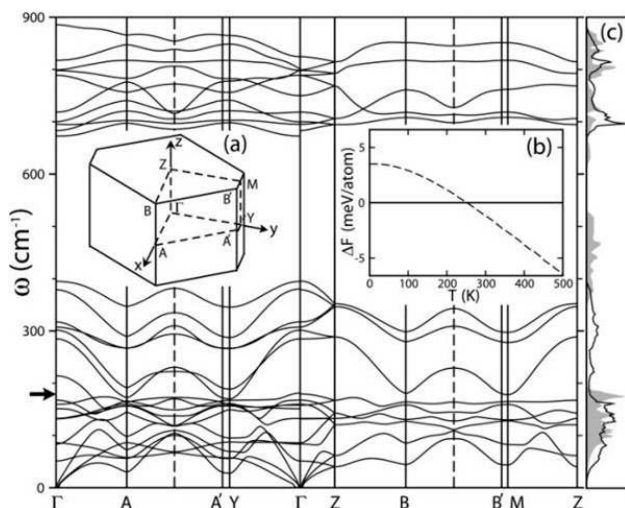 900
600
300
0
ω (cm⁻¹)
(a)
z
Z
M
B
B'
Γ
Y
y
A
A'
x
(b)
ΔF (meV/atom)
5
0
-5
0
100
200
300
400
500
T (K)
(c)
Γ
A
A'
Y
Γ
Z
B
B'
M
Z